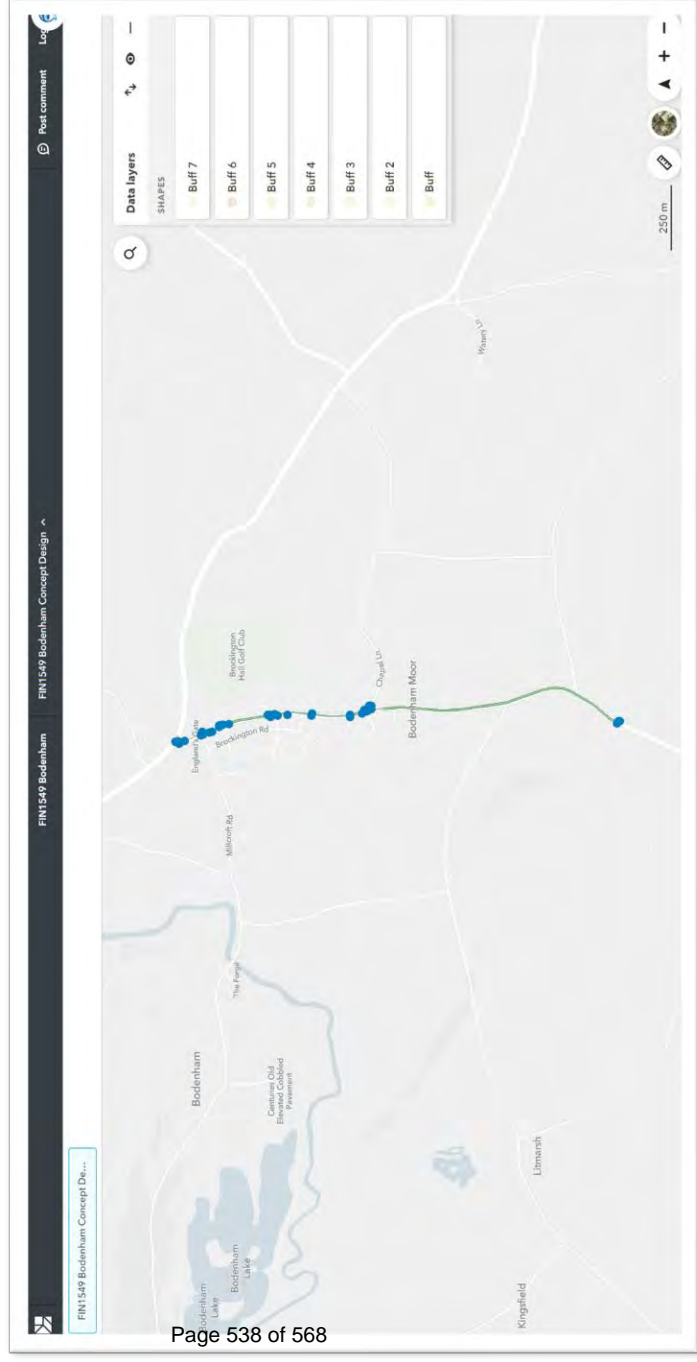 FIN1549 Bodenham
FIN1549 Bodenham Concept Design
Post comment
FIN1549 Bodenham Concept De...
Data layers
SHAPES
Buff 7
Buff 6
Buff 5
Buff 4
Buff 3
Buff 2
Buff
250 m
England's Gate
Brockington Rd
Brockington
Hall Golf Club
Millcroft Rd
The Forge
Bodenham
Centuries Old
Elevated Cobbled
Pavement
Bodenham
Lake
Bodenham
Lake
Chapel Ln
Bodenham Moor
Watery Ln
Litmarsh
Kingsfield
Page 538 of 568